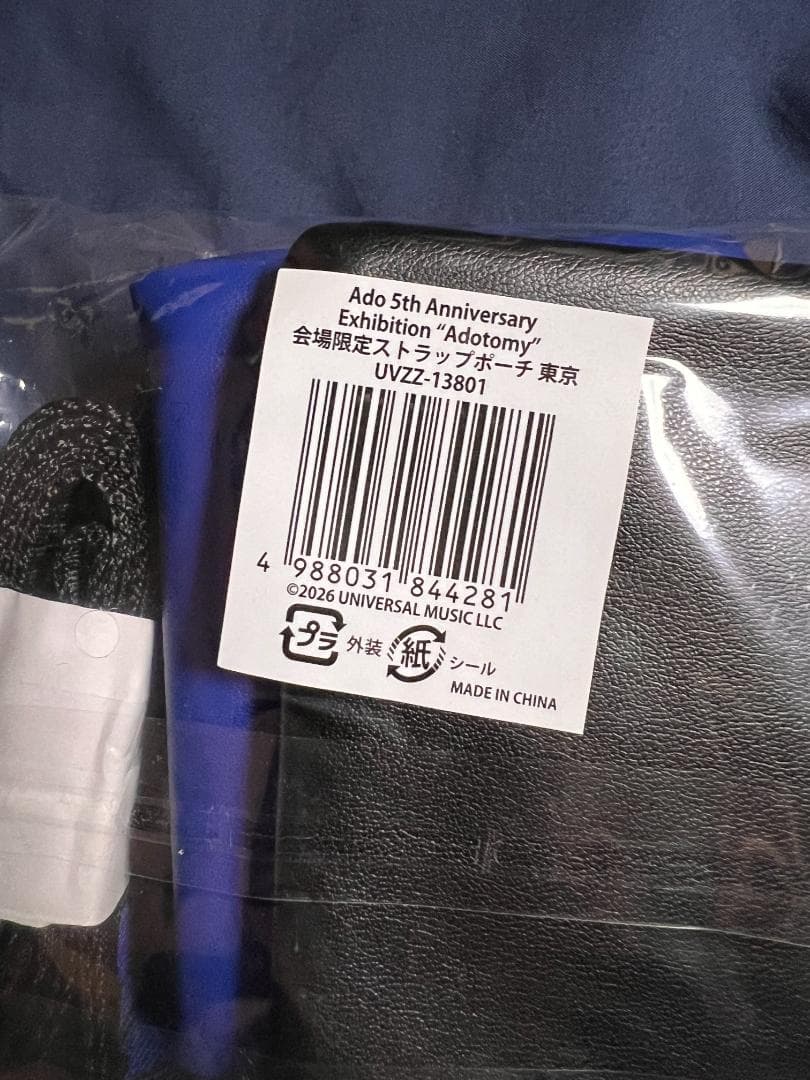 Ado 5th Anniversary
Exhibition “Adotomy”
会場限定ストラップポーチ 東京
UVZZ-13801
4 988031 844281
©2026 UNIVERSAL MUSIC LLC
プラ 外装 紙 シール
MADE IN CHINA